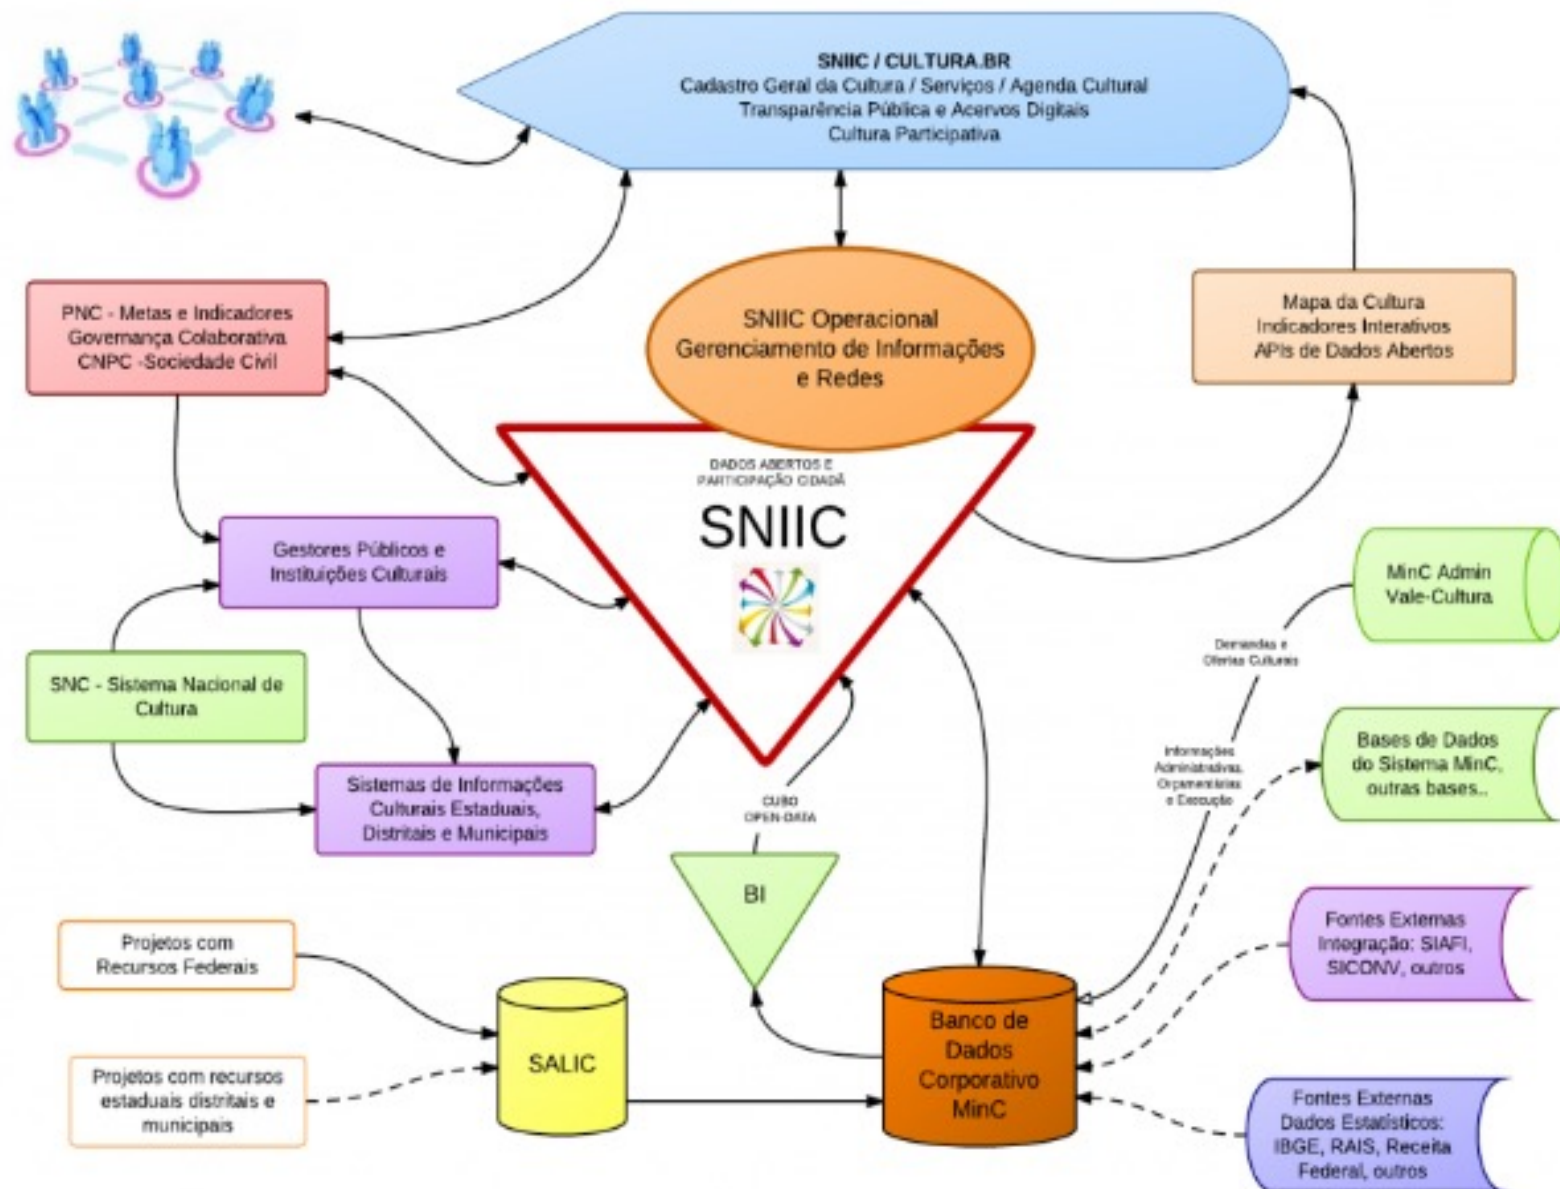 SNIIC / CULTURA.BR
Cadastro Geral da Cultura / Serviços / Agenda Cultural
Transparência Pública e Acervos Digitais
Cultura Participativa
PNC - Metas e Indicadores
Governança Colaborativa
CNPC -Sociedade Civil
SNIIC Operacional
Gerenciamento de Informações
e Redes
Mapa da Cultura
Indicadores Interativos
APIs de Dados Abertos
DADOS ABERTOS E
PARTICIPAÇÃO CIDADÃ
SNIIC
Gestores Públicos e
Instituições Culturais
MinC Admin
Vale-Cultura
Demandas e
Ofertas Culturais
SNC - Sistema Nacional de
Cultura
Bases de Dados
do Sistema MinC,
outras bases..
Informações
Administrativas,
Orçamentárias
e Execução
Sistemas de Informações
Culturais Estaduais,
Distritais e Municipais
CUBO
OPEN-DATA
BI
Projetos com
Recursos Federais
Fontes Externas
Integração: SIAFI,
SICONV, outros
Projetos com recursos
estaduais distritais e
municipais
SALIC
Banco de
Dados
Corporativo
MinC
Fontes Externas
Dados Estatísticos:
IBGE, RAIS, Receita
Federal, outros